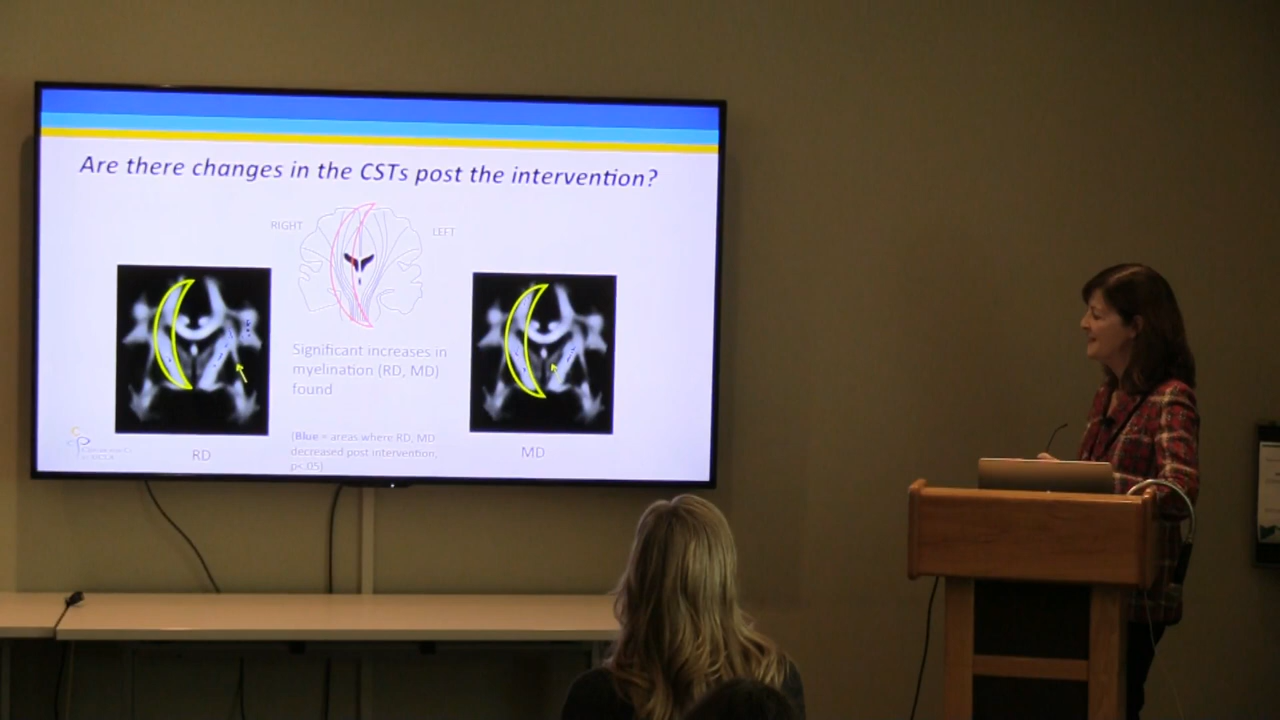 Are there changes in the CSTs post the intervention?
RIGHT
LEFT
Significant increases in
myelination (RD, MD)
found
(Blue = areas where RD, MD
decreased post intervention,
p<.05)
RD
MD